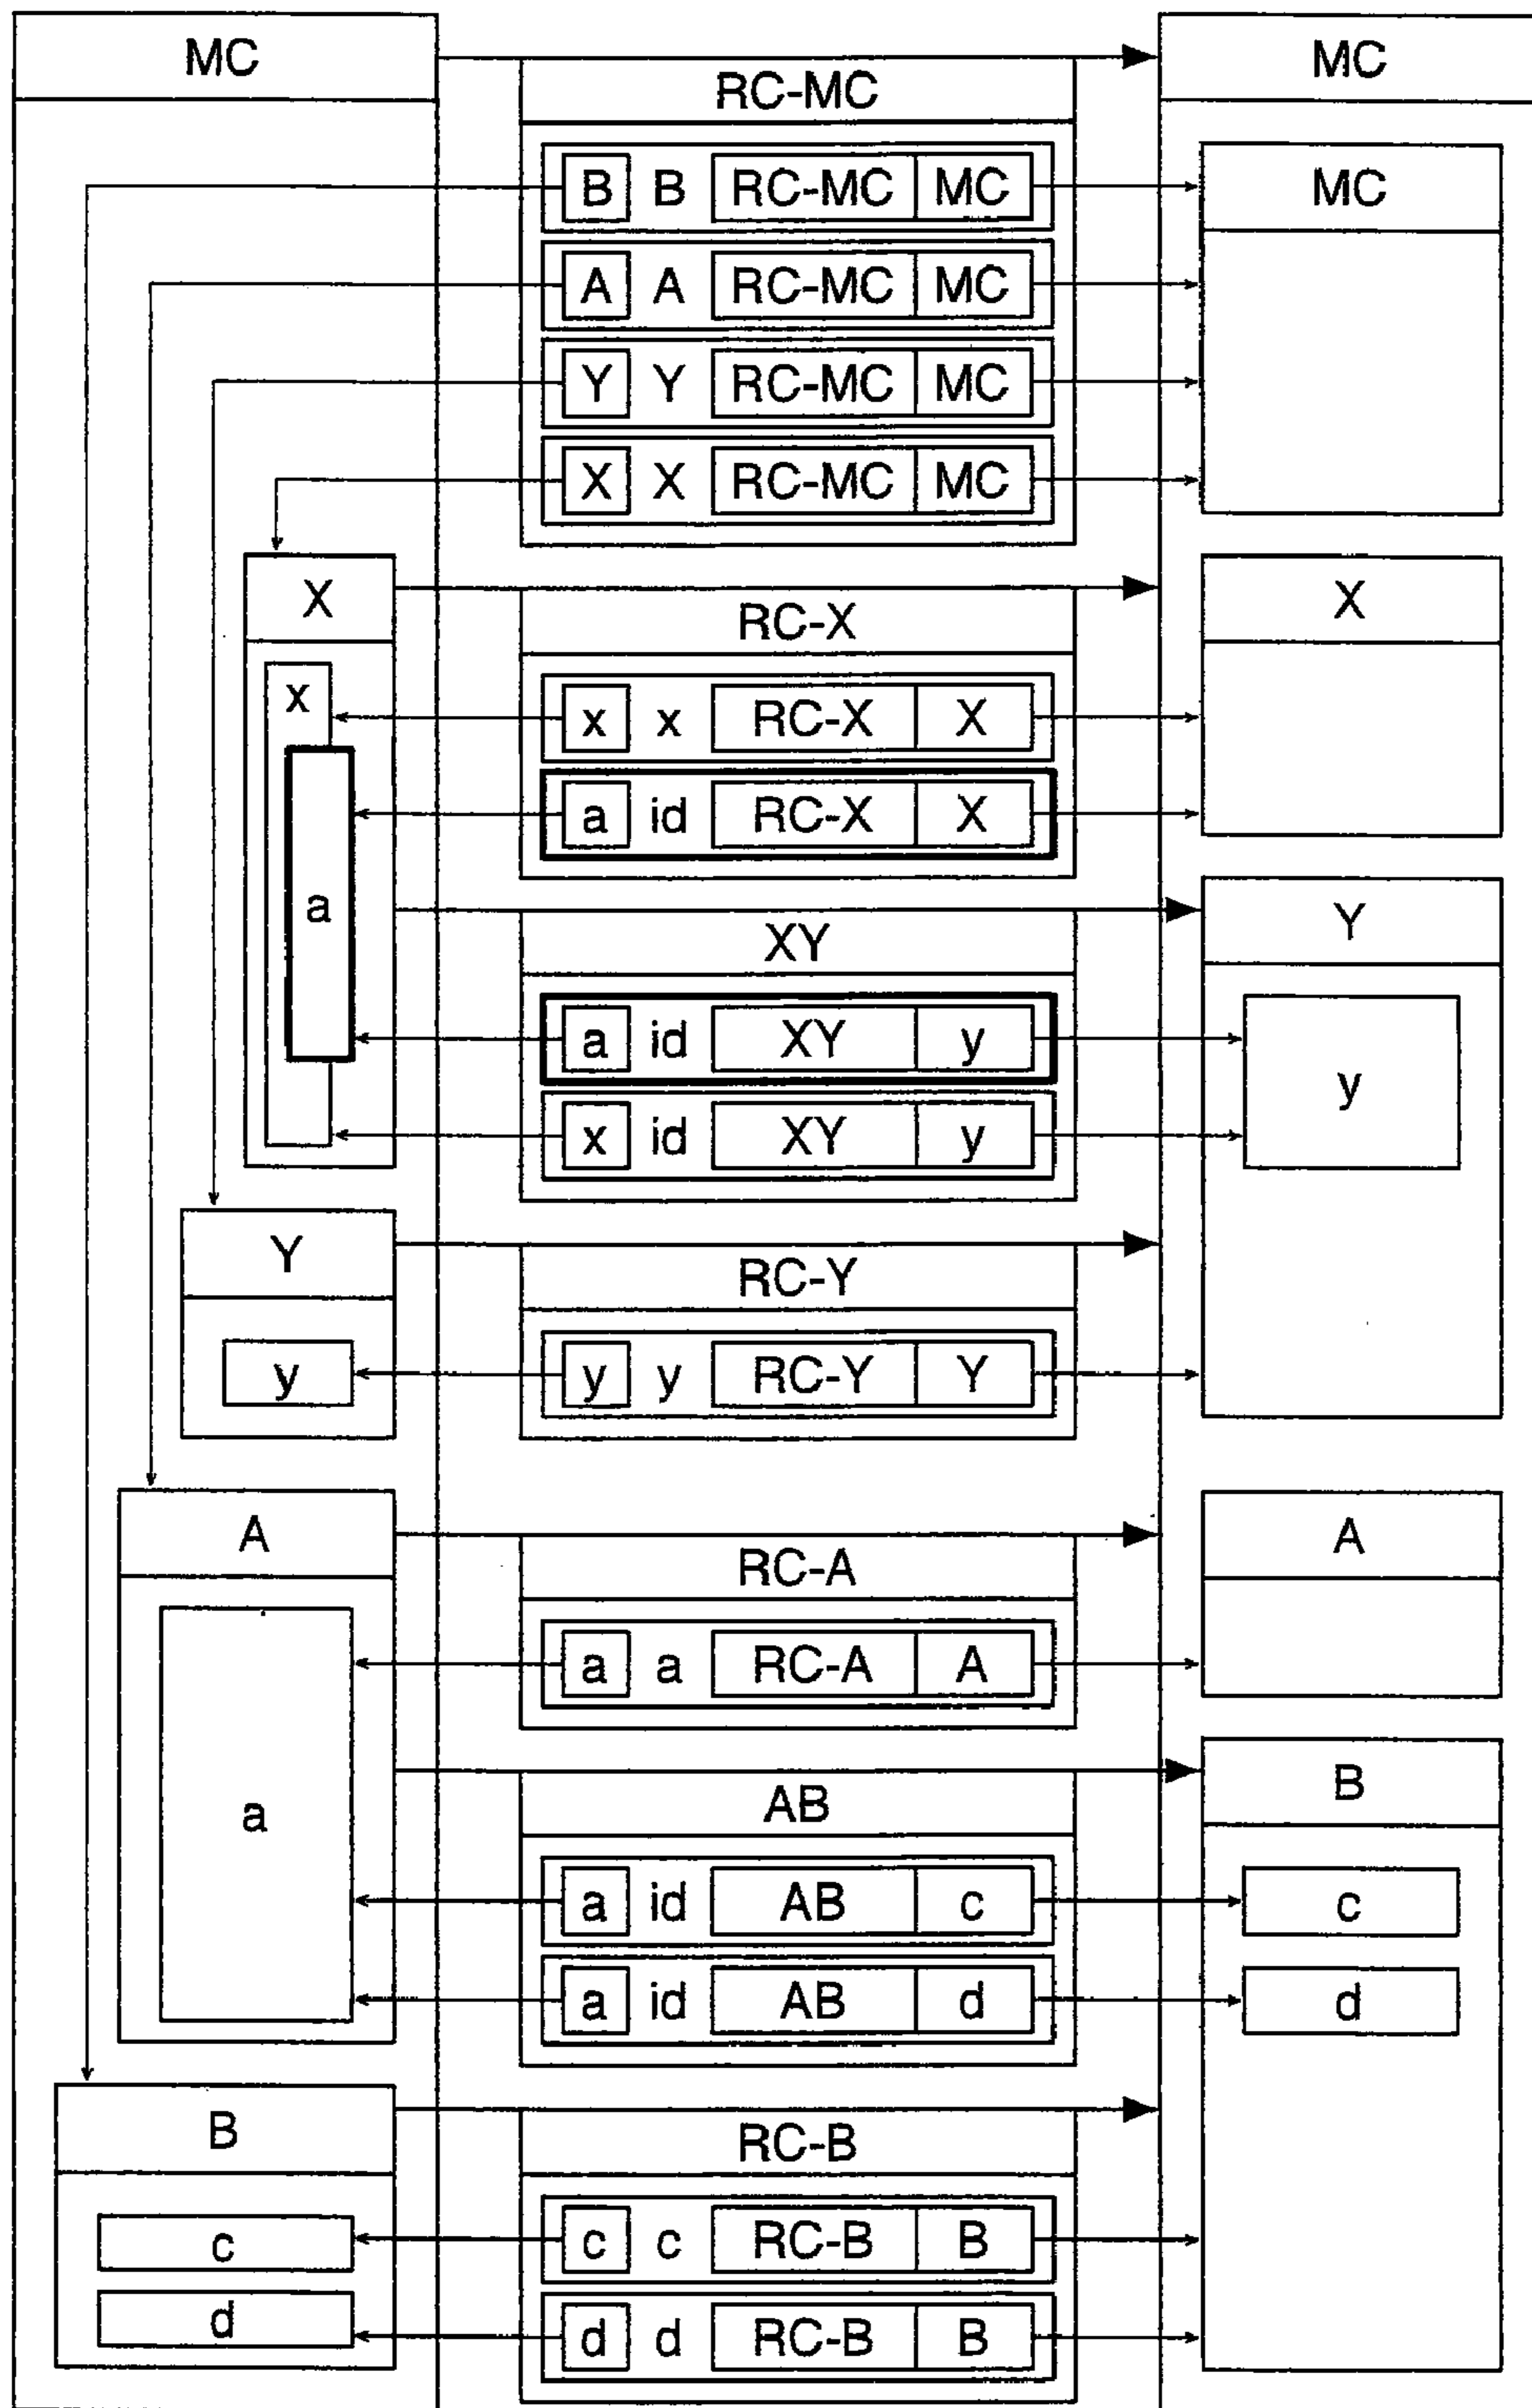 MC
RC-MC
MC
B B RC-MC MC
MC
A A RC-MC MC
Y Y RC-MC MC
X X RC-MC MC
X
RC-X
X
x
x x RC-X X
a id RC-X X
a
XY
Y
a id XY y
y
x id XY y
Y
RC-Y
y
y y RC-Y Y
A
RC-A
A
a a RC-A A
a
AB
B
a id AB c
c
a id AB d
d
B
RC-B
c
c c RC-B B
d
d d RC-B B